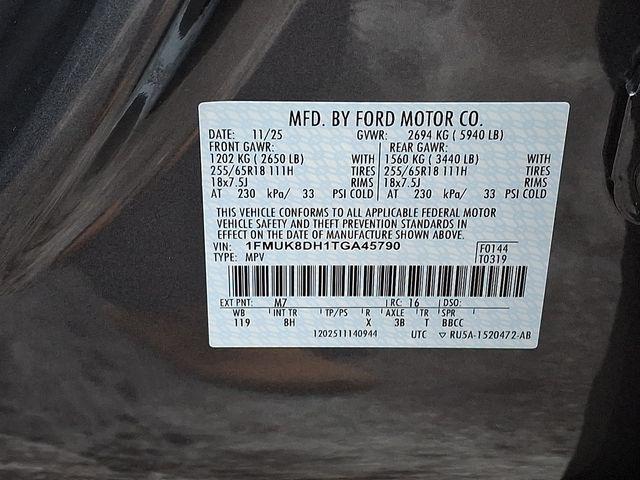 MFD. BY FORD MOTOR CO.
DATE: 11/25 GVWR: 2694 KG ( 5940 LB)
FRONT GAWR: REAR GAWR:
1202 KG ( 2650 LB) WITH 1560 KG ( 3440 LB) WITH
255/65R18 111H TIRES 255/65R18 111H TIRES
18x7.5J RIMS 18x7.5J RIMS
AT 230 kPa/ 33 PSI COLD AT 230 kPa/ 33 PSI COLD
THIS VEHICLE CONFORMS TO ALL APPLICABLE FEDERAL MOTOR
VEHICLE SAFETY AND THEFT PREVENTION STANDARDS IN
EFFECT ON THE DATE OF MANUFACTURE SHOWN ABOVE.
VIN: 1FMUK8DH1TGA45790 F0144
TYPE: MPV T0319
EXT PNT: M7 RC: 16 DSO:
WB INT TR TP/PS R AXLE TR SPR
119 BH X 3B T BBCC
1202511140944 UTC ▽ RU5A-1520472-AB